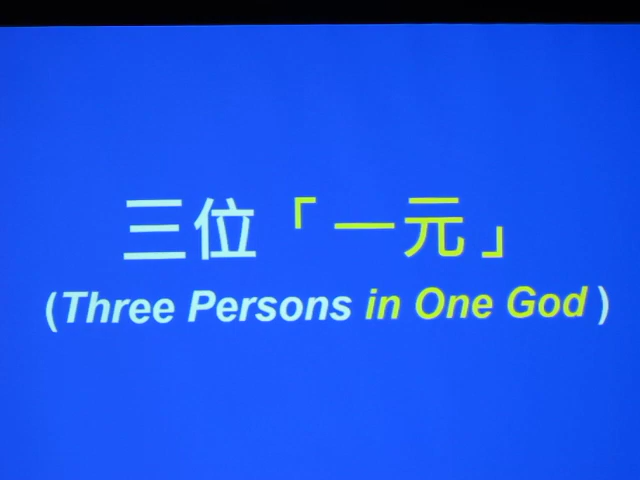 三位「一元」
(Three Persons in One God)